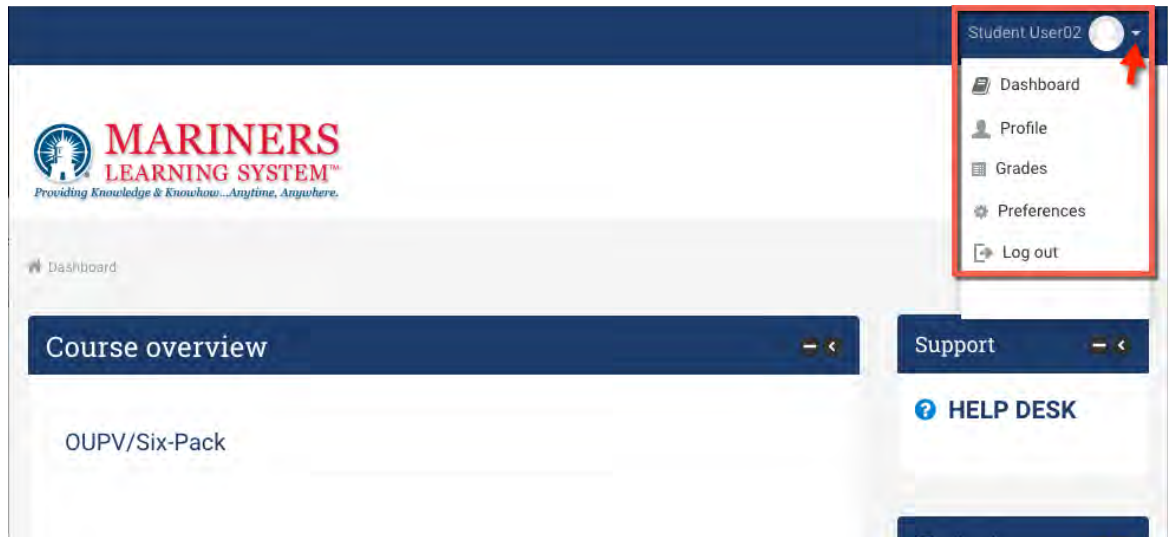 Student User02
Dashboard
Profile
Grades
Preferences
Log out
MARINERS
LEARNING SYSTEM™
Providing Knowledge & Knowhow...Anytime, Anywhere.
Dashboard
Course overview
OUPV/Six-Pack
Support
HELP DESK